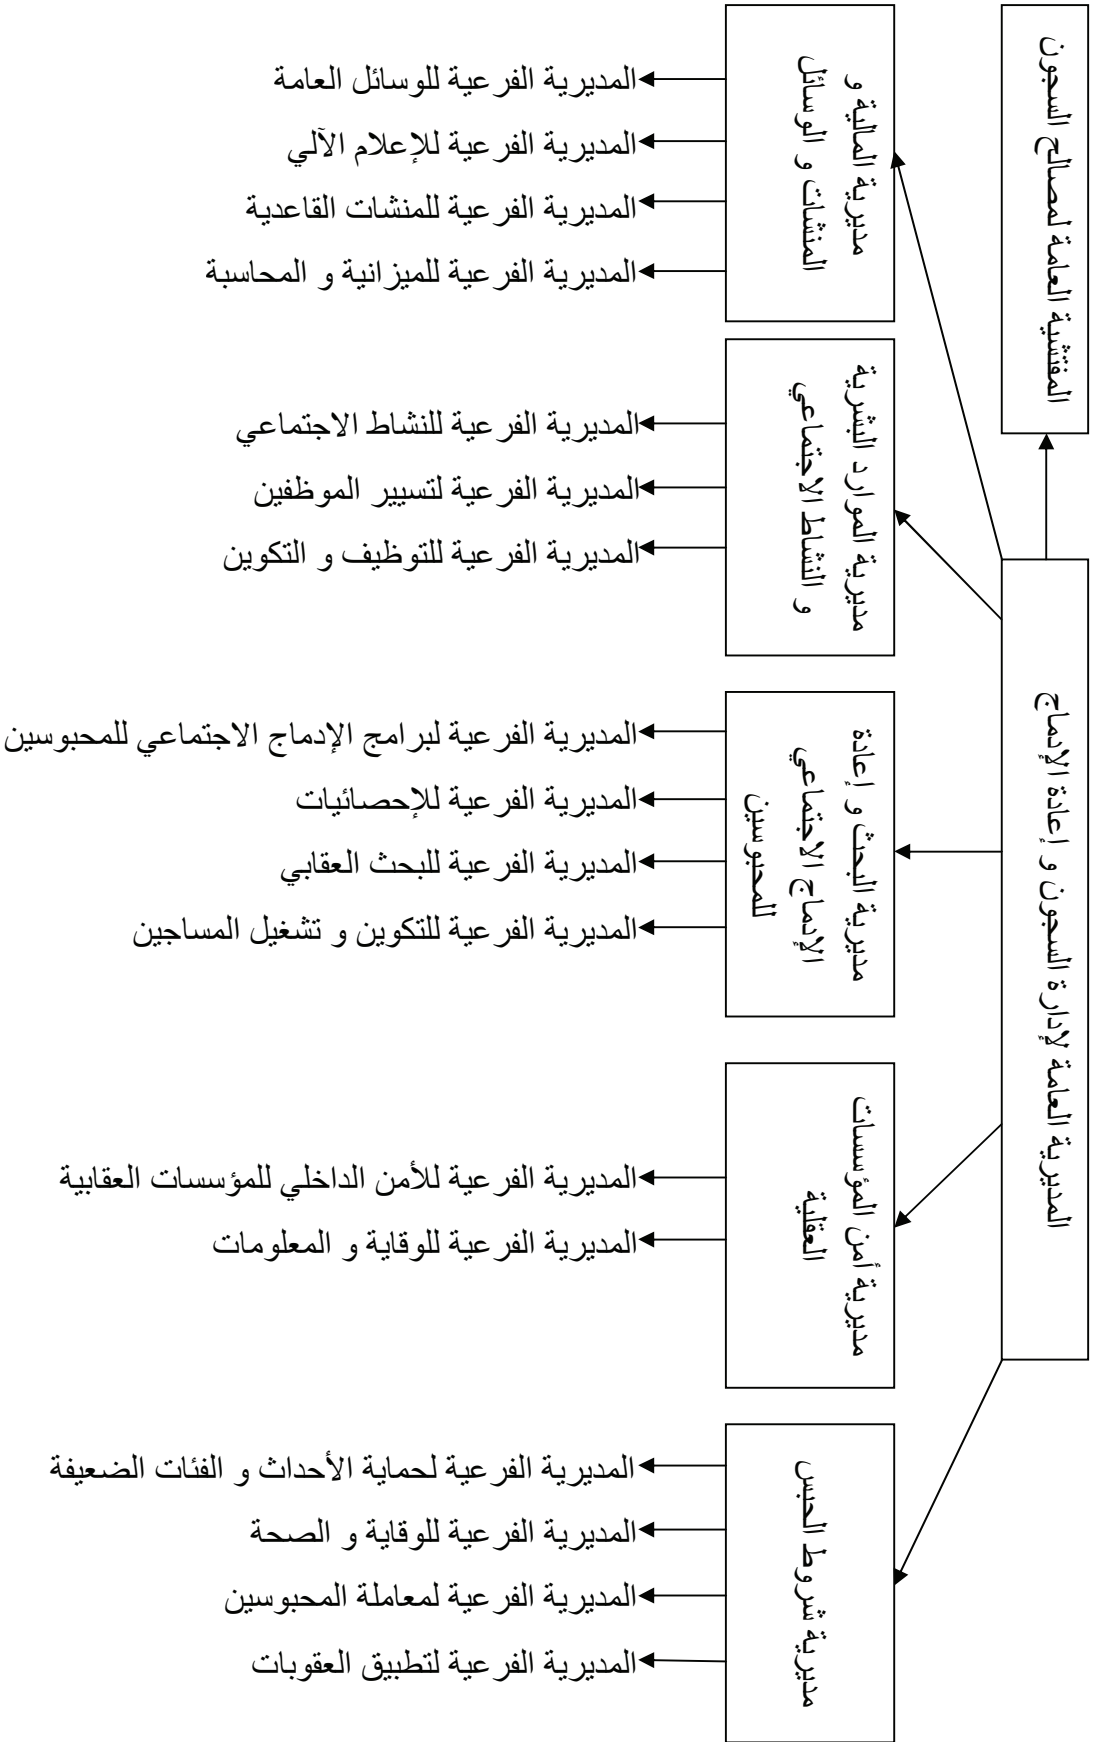 المفتشية العامة لمصالح السجون
المديرية العامة لإدارة السجون و إعادة الإدماج
مديرية المالية و
المنشات و الوسائل
المديرية الفرعية للوسائل العامة
المديرية الفرعية للإعلام الآلي
المديرية الفرعية للمنشات القاعدية
المديرية الفرعية للميزانية و المحاسبة
مديرية الموارد البشرية
و النشاط الاجتماعي
المديرية الفرعية للنشاط الاجتماعي
المديرية الفرعية لتسيير الموظفين
المديرية الفرعية للتوظيف و التكوين
مديرية البحث و إعادة
الإدماج الاجتماعي
للمحبوسين
المديرية الفرعية لبرامج الإدماج الاجتماعي للمحبوسين
المديرية الفرعية للإحصائيات
المديرية الفرعية للبحث العقابي
المديرية الفرعية للتكوين و تشغيل المساجين
مديرية أمن المؤسسات
العقلية
المديرية الفرعية للأمن الداخلي للمؤسسات العقابية
المديرية الفرعية للوقاية و المعلومات
مديرية شروط الحبس
المديرية الفرعية لحماية الأحداث و الفئات الضعيفة
المديرية الفرعية للوقاية و الصحة
المديرية الفرعية لمعاملة المحبوسين
المديرية الفرعية لتطبيق العقوبات